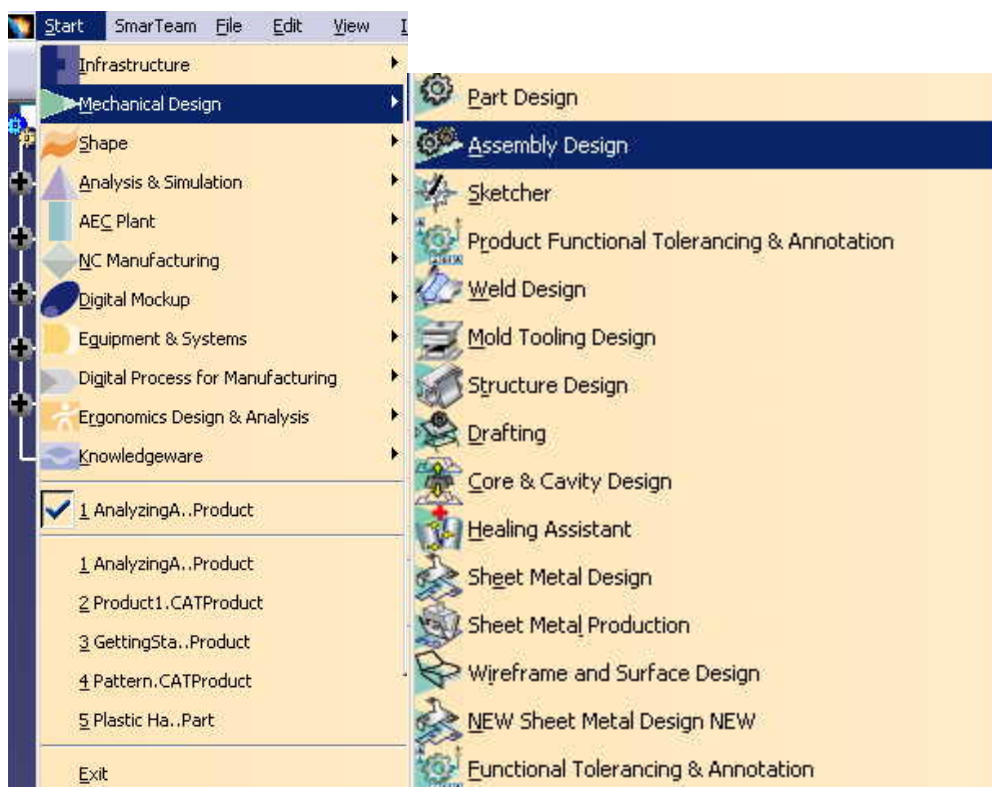 Start SmarTeam File Edit View
Infrastructure
Mechanical Design
Shape
Analysis & Simulation
AEC Plant
NC Manufacturing
Digital Mockup
Equipment & Systems
Digital Process for Manufacturing
Ergonomics Design & Analysis
Knowledgeware
1 AnalyzingA..Product
1 AnalyzingA..Product
2 Product1.CATProduct
3 GettingSta..Product
4 Pattern.CATProduct
5 Plastic Ha..Part
Exit
Part Design
Assembly Design
Sketcher
Product Functional Tolerancing & Annotation
Weld Design
Mold Tooling Design
Structure Design
Drafting
Core & Cavity Design
Healing Assistant
Sheet Metal Design
Sheet Metal Production
Wireframe and Surface Design
NEW Sheet Metal Design NEW
Functional Tolerancing & Annotation